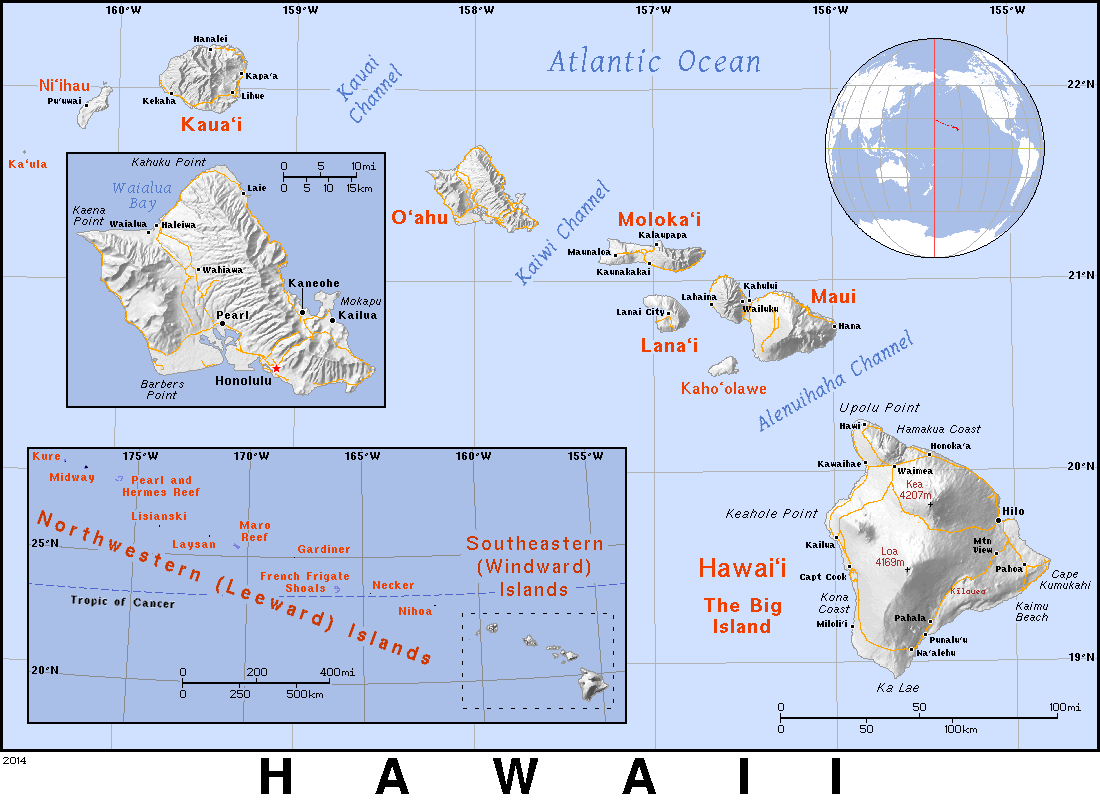 160°W
159°W
158°W
157°W
156°W
155°W
22°N
21°N
20°N
19°N
Atlantic Ocean
Kauai
Channel
Kaiwi Channel
Alenuihaha Channel
Ni‘ihau
Pu‘uwai
Hanalei
Kapa‘a
Lihue
Kekaha
Kaua‘i
Ka‘ula
O‘ahu
Moloka‘i
Kalaupapa
Maunaloa
Kaunakakai
Lanai City
Lana‘i
Lahaina
Kahului
Wailuku
Maui
Hana
Kaho‘olawe
Kahuku Point
0 5 10mi
0 5 10 15km
Waialua
Bay
Laie
Kaena
Point
Waialua
Haleiwa
Wahiawa
Kaneohe
Mokapu
Kailua
Pearl
Honolulu
Barbers
Point
Upolu Point
Hawi
Hamakua Coast
Honoka‘a
Kawaihae
Waimea
Kea
4207m
Keahole Point
Hilo
Kailua
Mtn
View
Loa
4169m
Capt Cook
Pahoa
Cape
Kumukahi
Kilauea
Kona
Coast
Kaimu
Beach
Miloli‘i
Pahala
Punalu‘u
Na‘alehu
Ka Lae
Hawai‘i
The Big
Island
0 50 100mi
0 50 100km
Kure
175°W
170°W
165°W
160°W
155°W
Midway
Pearl and
Hermes Reef
Lisianski
Maro
Reef
Laysan
Gardiner
25°N
French Frigate
Shoals
Necker
Nihoa
Tropic of Cancer
Northwestern (Leeward) Islands
Southeastern
(Windward)
Islands
20°N
0 200 400mi
0 250 500km
2014
HAWAII